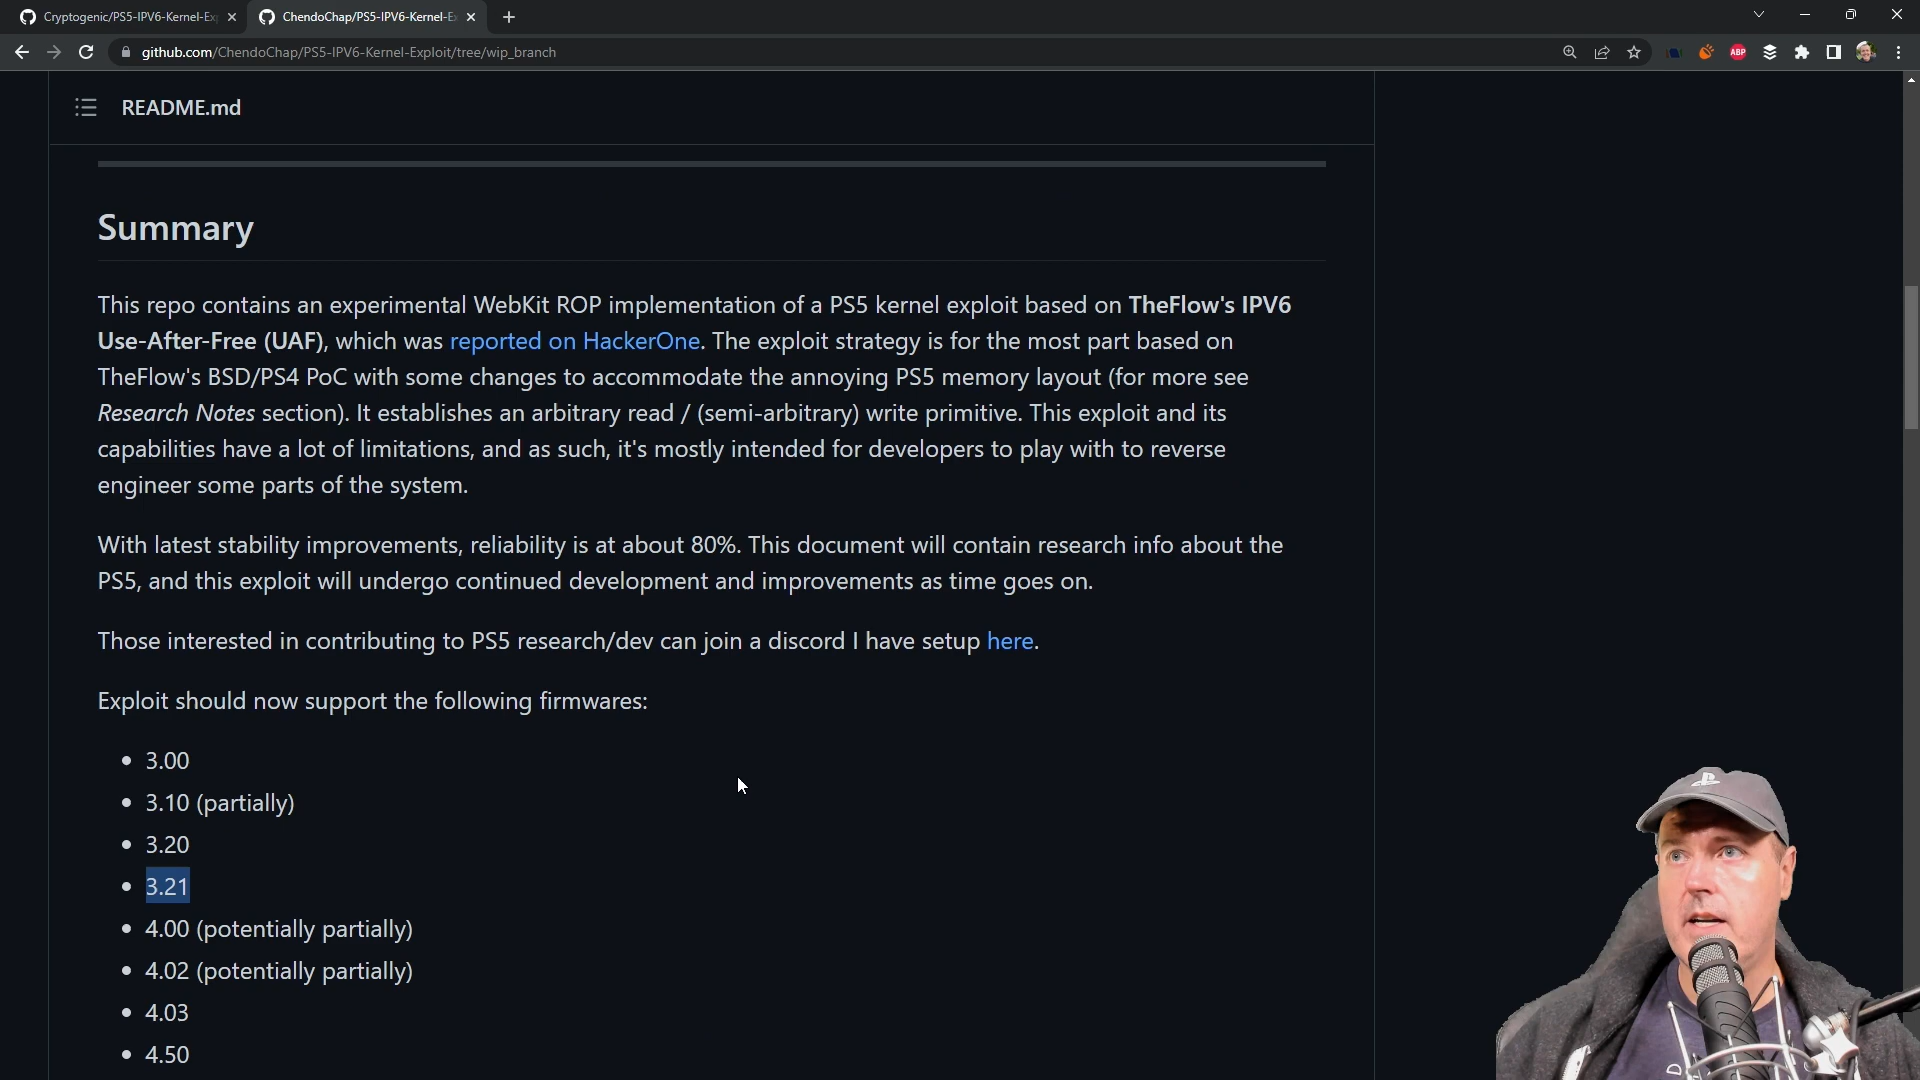 Cryptogenic/PS5-IPV6-Kernel-Ex
ChendoChap/PS5-IPV6-Kernel-E
github.com/ChendoChap/PS5-IPV6-Kernel-Exploit/tree/wip_branch
ABP
README.md
Summary
This repo contains an experimental WebKit ROP implementation of a PS5 kernel exploit based on TheFlow's IPV6
Use-After-Free (UAF), which was reported on HackerOne. The exploit strategy is for the most part based on
TheFlow's BSD/PS4 PoC with some changes to accommodate the annoying PS5 memory layout (for more see
Research Notes section). It establishes an arbitrary read / (semi-arbitrary) write primitive. This exploit and its
capabilities have a lot of limitations, and as such, it's mostly intended for developers to play with to reverse
engineer some parts of the system.
With latest stability improvements, reliability is at about 80%. This document will contain research info about the
PS5, and this exploit will undergo continued development and improvements as time goes on.
Those interested in contributing to PS5 research/dev can join a discord I have setup here.
Exploit should now support the following firmwares:
• 3.00
• 3.10 (partially)
• 3.20
• 3.21
• 4.00 (potentially partially)
• 4.02 (potentially partially)
• 4.03
• 4.50